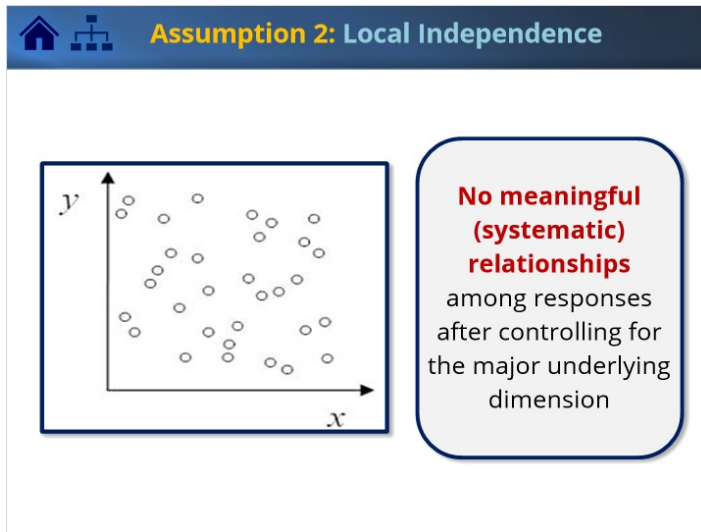 Assumption 2: Local Independence
y
x
No meaningful
(systematic)
relationships
among responses
after controlling for
the major underlying
dimension